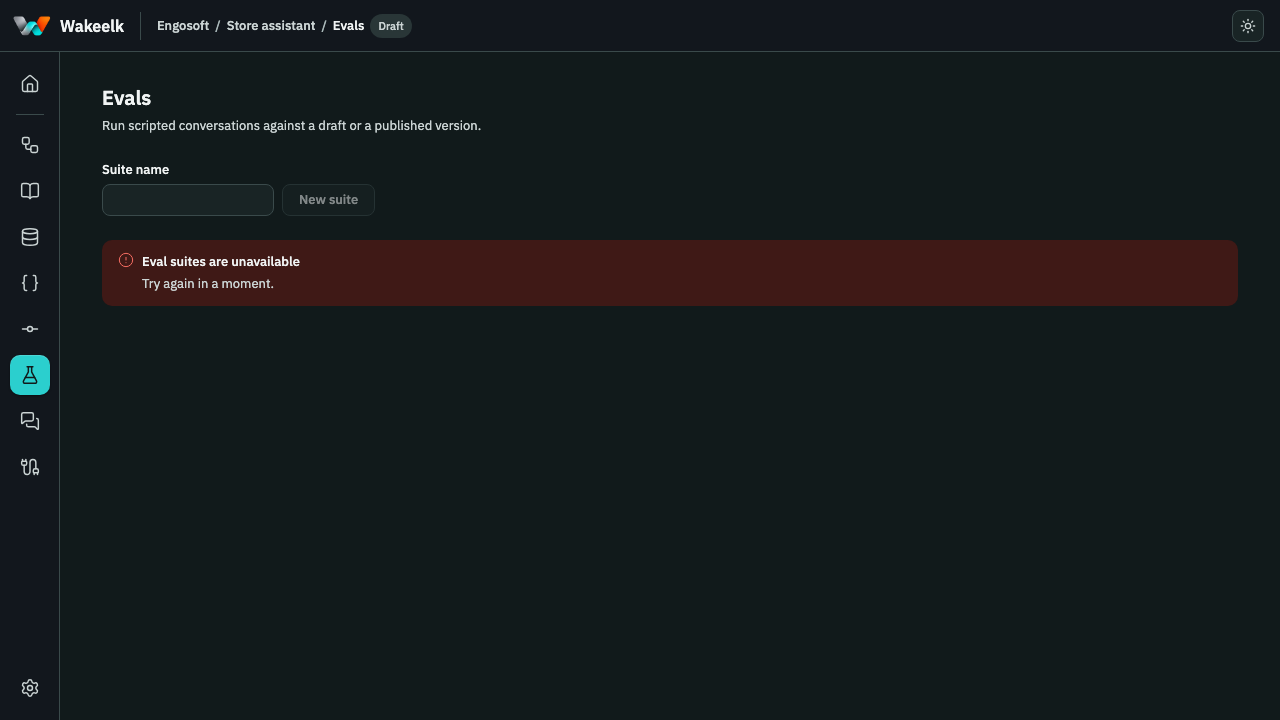 Wakeelk
Engosoft / Store assistant / Evals Draft
Evals
Run scripted conversations against a draft or a published version.
Suite name
New suite
Eval suites are unavailable
Try again in a moment.